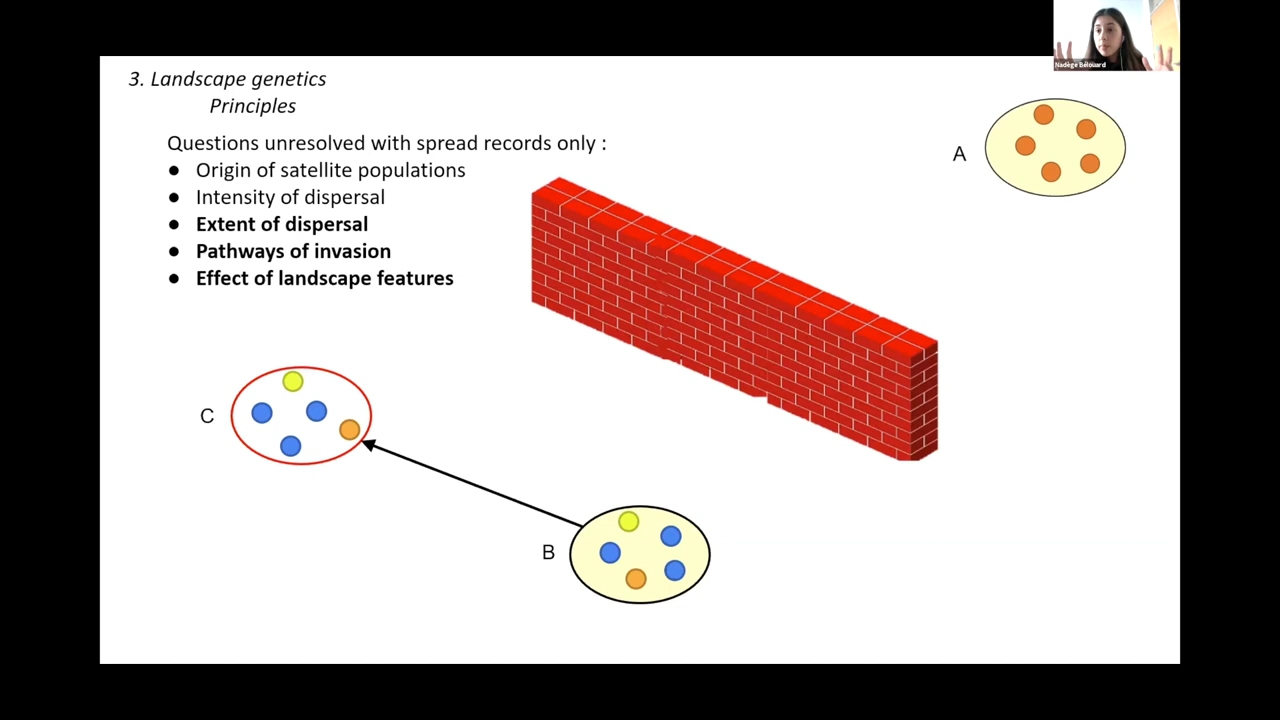 3. Landscape genetics
Principles
Questions unresolved with spread records only :
● Origin of satellite populations
● Intensity of dispersal
● Extent of dispersal
● Pathways of invasion
● Effect of landscape features
Nadège Bélouard
A
C
B